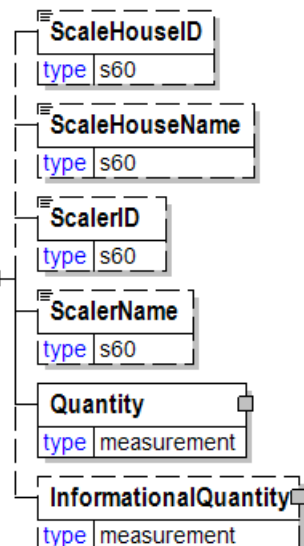 ScaleHouseID
type s60
ScaleHouseName
type s60
ScalerID
type s60
ScalerName
type s60
Quantity
type measurement
InformationalQuantity
type measurement